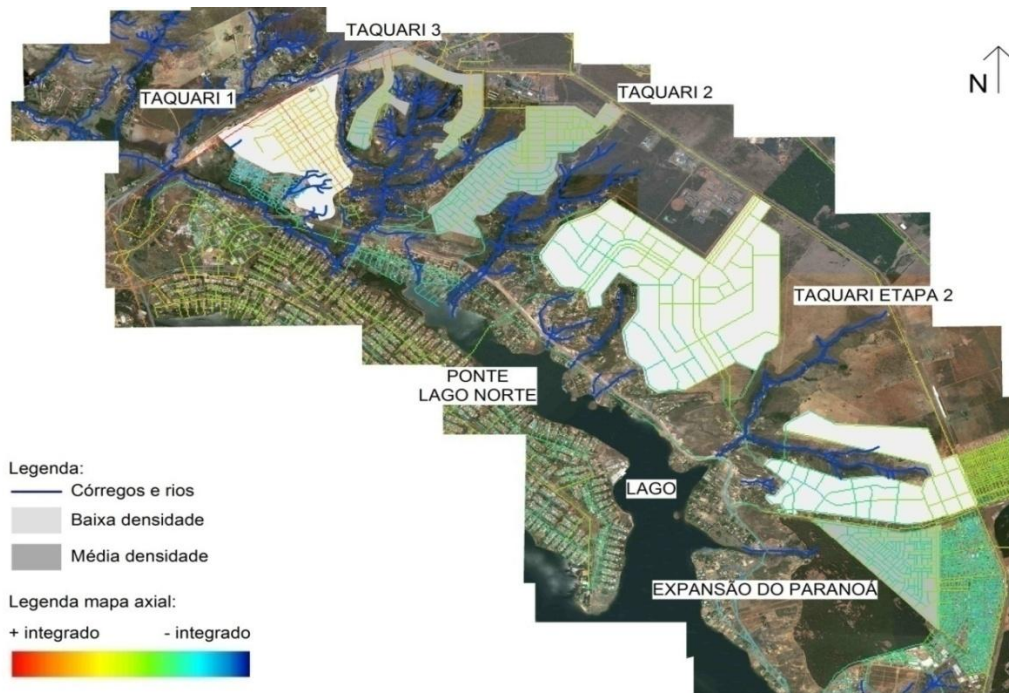 TAQUARI 3
N
TAQUARI 1
TAQUARI 2
TAQUARI ETAPA 2
PONTE
LAGO NORTE
LAGO
EXPANSÃO DO PARANOÁ
Legenda:
Córregos e rios
Baixa densidade
Média densidade
Legenda mapa axial:
+ integrado - integrado